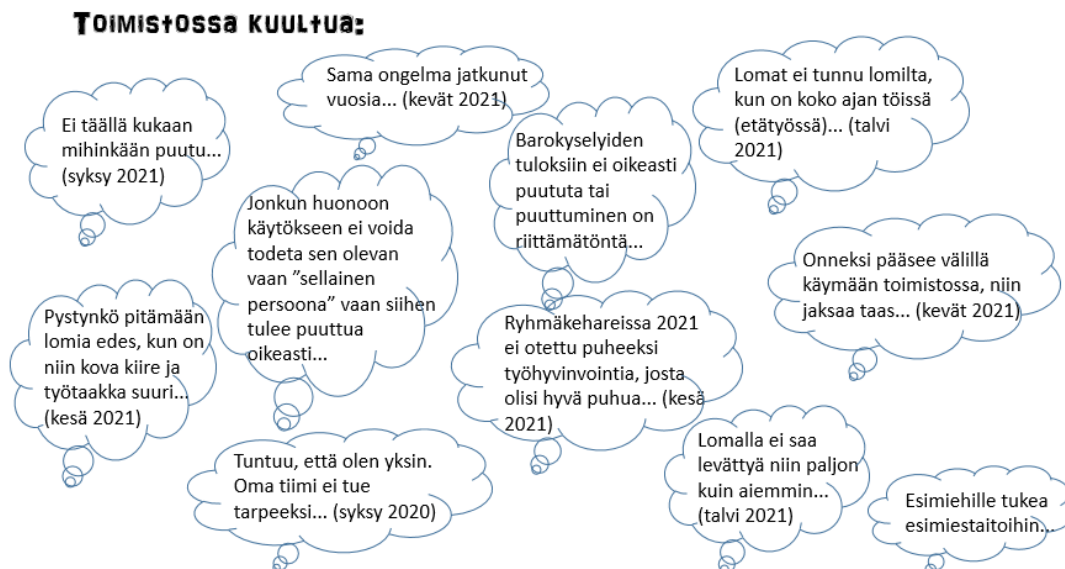 Toimistossa kuultua:
Ei täällä kukaan
mihinkään puutu...
(syksy 2021)
Sama ongelma jatkunut
vuosia... (kevät 2021)
Barokyselyiden
tuloksiin ei oikeasti
puututa tai
puuttuminen on
riittämätöntä...
Lomat ei tunnu lomilta,
kun on koko ajan töissä
(etätyössä)... (talvi
2021)
Jonkun huonoon
käytökseen ei voida
todeta sen olevan
vaan ”sellainen
persoona” vaan siihen
tulee puuttua
oikeasti...
Onneksi pääsee välillä
käymään toimistossa, niin
jaksaa taas... (kevät 2021)
Pystynkö pitämään
lomia edes, kun on
niin kova kiire ja
työtaakka suuri...
(kesä 2021)
Ryhmäkehareissa 2021
ei otettu puheeksi
työhyvinvointia, josta
olisi hyvä puhua... (kesä
2021)
Tuntuu, että olen yksin.
Oma tiimi ei tue
tarpeeksi... (syksy 2020)
Lomalla ei saa
levättyä niin paljon
kuin aiemmin...
(talvi 2021)
Esimiehille tukea
esimiestaitoihin...